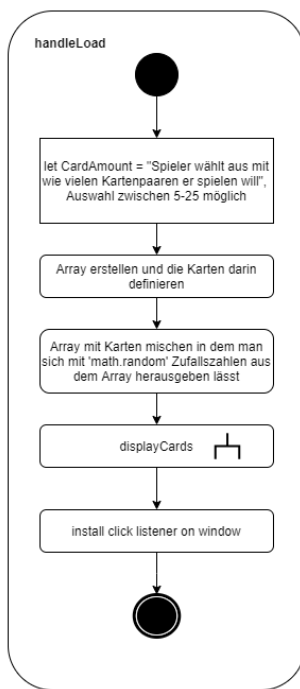 handleLoad
let CardAmount = "Spieler wählt aus mit
wie vielen Kartenpaaren er spielen will",
Auswahl zwischen 5-25 möglich
Array erstellen und die Karten darin
definieren
Array mit Karten mischen in dem man
sich mit 'math.random' Zufallszahlen aus
dem Array herausgeben lässt
displayCards
install click listener on window